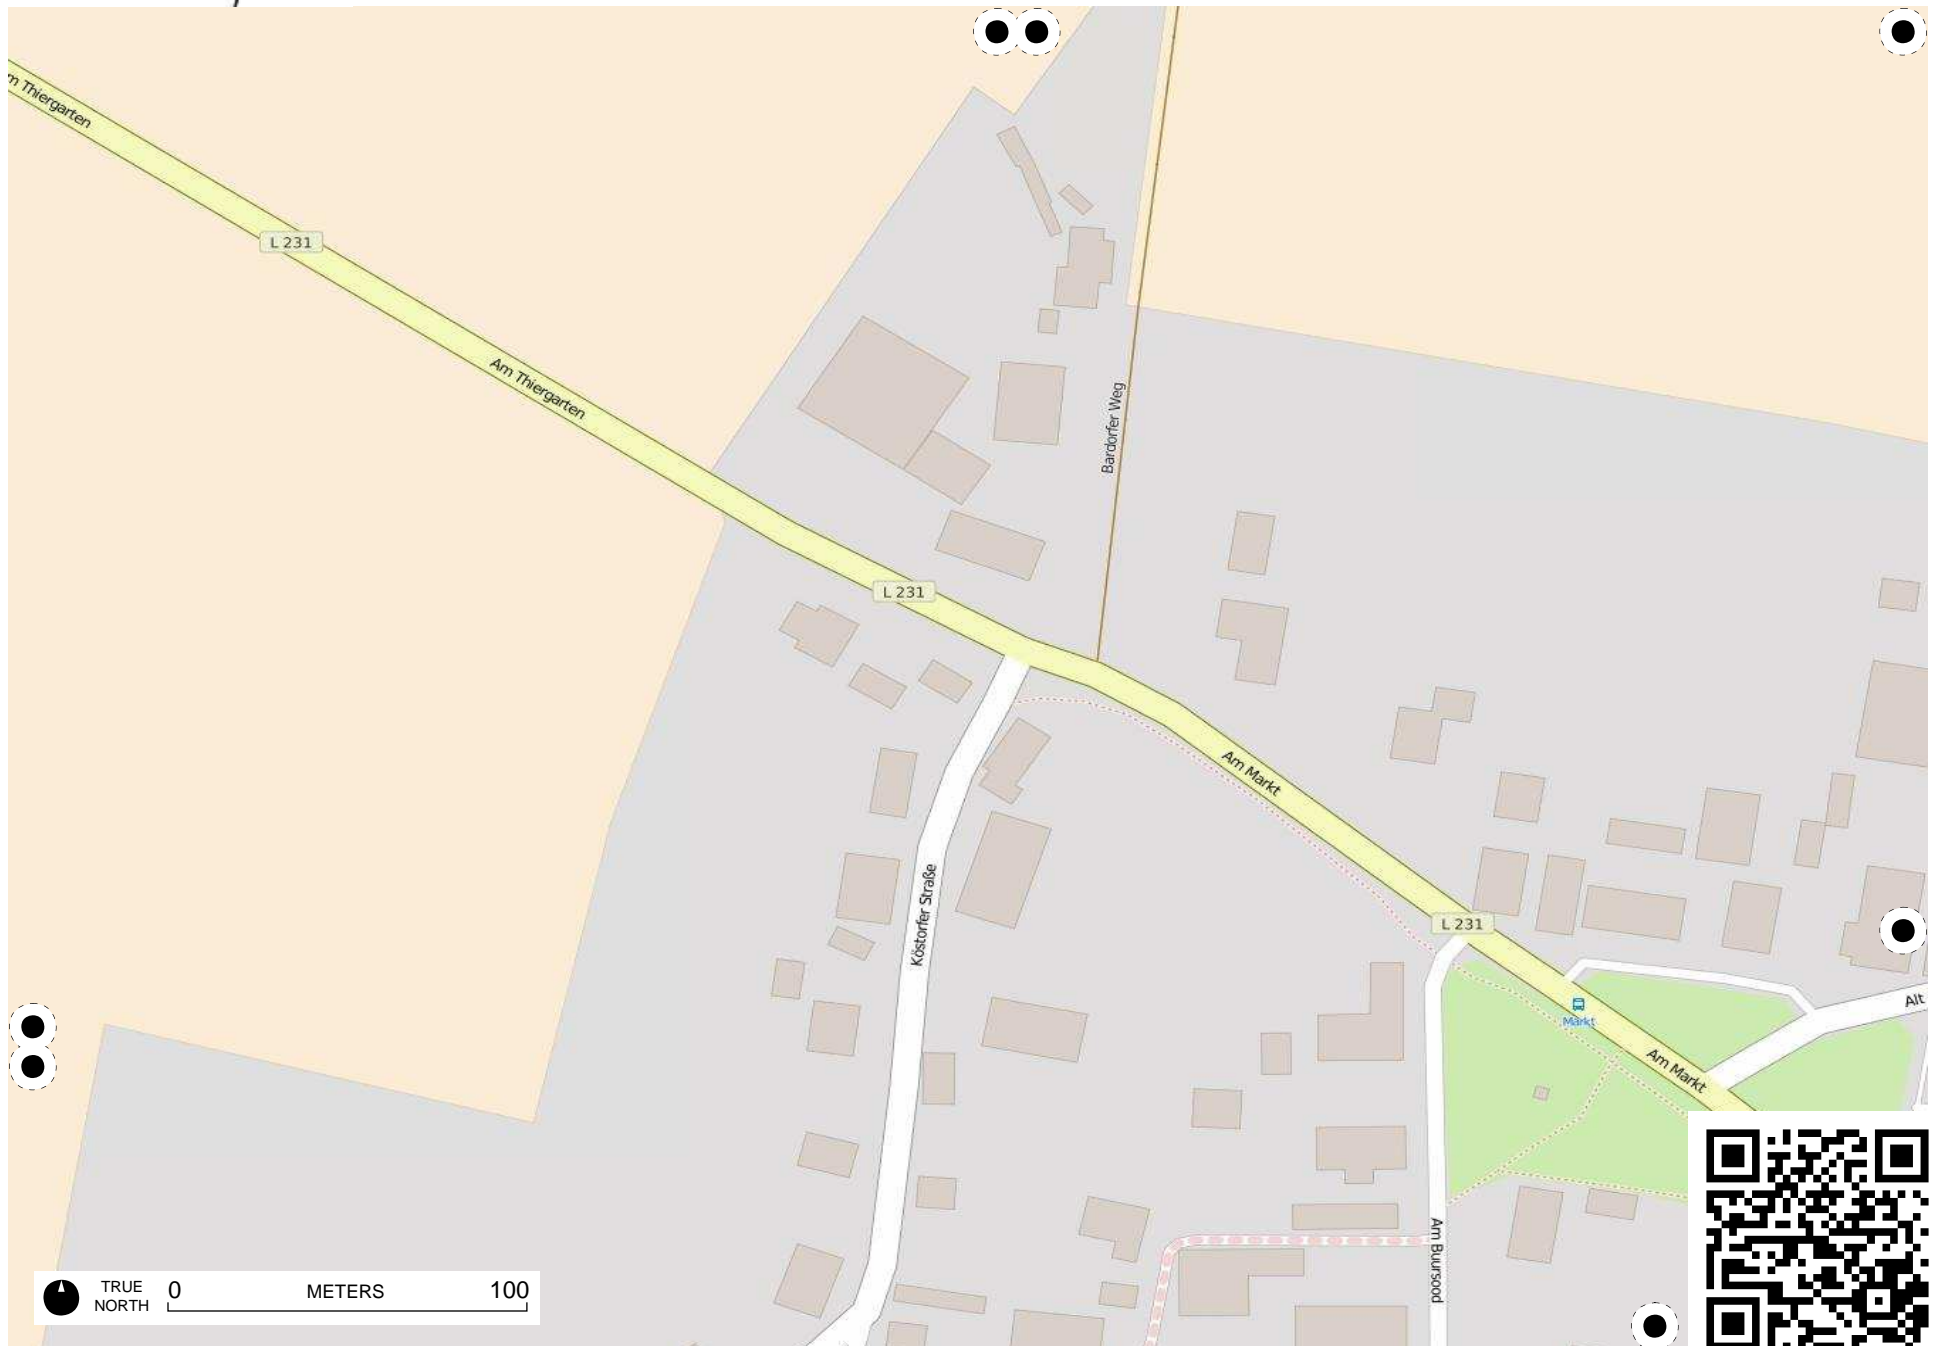 m Thiergarten
L 231
Am Thiergarten
Bardorfer Weg
L 231
Am Markt
Köstorfer Straße
L 231
Alt
Markt
Am Markt
Am Buursood
TRUE NORTH
0 METERS 100